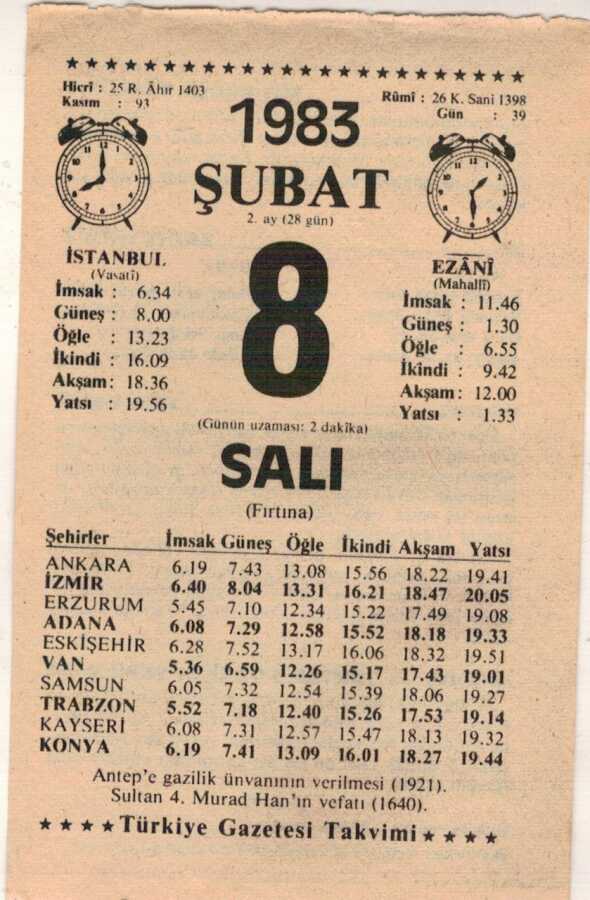 ★★★★★★★★★★★★★★★★★★★★★★★
Hicrî : 25 R. Âhır 1403
Kasım : 93
Rûmî : 26 K. Sani 1398
Gün : 39
1983
ŞUBAT
2. ay (28 gün)
8
İSTANBUL
(Vasatî)
İmsak : 6.34
Güneş : 8.00
Öğle : 13.23
İkindi : 16.09
Akşam : 18.36
Yatsı : 19.56
EZÂNÎ
(Mahallî)
İmsak : 11.46
Güneş : 1.30
Öğle : 6.55
İkindi : 9.42
Akşam : 12.00
Yatsı : 1.33
(Günün uzaması: 2 dakika)
SALI
(Fırtına)
Şehirler İmsak Güneş Öğle İkindi Akşam Yatsı
ANKARA 6.19 7.43 13.08 15.56 18.22 19.41
İZMİR 6.40 8.04 13.31 16.21 18.47 20.05
ERZURUM 5.45 7.10 12.34 15.22 17.49 19.08
ADANA 6.08 7.29 12.58 15.52 18.18 19.33
ESKİŞEHİR 6.28 7.52 13.17 16.06 18.32 19.51
VAN 5.36 6.59 12.26 15.17 17.43 19.01
SAMSUN 6.05 7.32 12.54 15.39 18.06 19.27
TRABZON 5.52 7.18 12.40 15.26 17.53 19.14
KAYSERİ 6.08 7.31 12.57 15.47 18.13 19.32
KONYA 6.19 7.41 13.09 16.01 18.27 19.44
Antep'e gazilik ünvanının verilmesi (1921).
Sultan 4. Murad Han'ın vefatı (1640).
★★★★Türkiye Gazetesi Takvimi★★★★